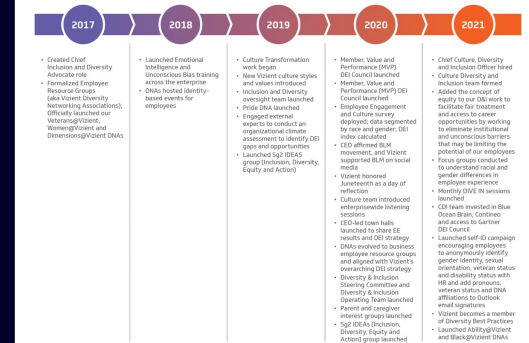 2017
2018
2019
2020
2021
• Created Chief
Inclusion and Diversity
Advocate role
• Formalized Employee
Resource Groups
(aka Vizient Diversity
Networking Associations);
Officially launched our
Veterans@Vizient,
Women@Vizient and
Dimensions@Vizient DNAs
• Launched Emotional
Intelligence and
Unconscious Bias training
across the enterprise
• DNAs hosted identity-
based events for
employees
• Culture Transformation
work began
• New Vizient culture styles
and values introduced
• Inclusion and Diversity
oversight team launched
• Pride DNA launched
• Engaged external
experts to conduct an
organizational climate
assessment to identify DEI
gaps and opportunities
• Launched Sg2 IDEAS
group (Inclusion, Diversity,
Equity and Action)
• Member, Value and
Performance (MVP)
DEI Council launched
• Member, Value and
Performance (MVP) DEI
Council launched
• Employee Engagement
and Culture survey
deployed; data segmented
by race and gender; DEI
index calculated
• CEO affirmed BLM
movement, and Vizient
supported BLM on social
media
• Vizient honored
Juneteenth as a day of
reflection
• Culture team introduced
enterprisewide listening
sessions
• CEO-led town halls
launched to share EE
results and DEI strategy
• DNAs evolved to business
employee resource groups
and aligned with Vizient's
overarching DEI strategy
• Diversity & Inclusion
Steering Committee and
Diversity & Inclusion
Operating Team launched
• Parent and caregiver
interest groups launched
• Sg2 IDEAs (Inclusion,
Diversity, Equity and
Action) group launched
• Chief Culture, Diversity
and Inclusion Officer hired
• Culture Diversity and
Inclusion team formed
• Added the concept of
equity to our D&I work to
facilitate fair treatment
and access to career
opportunities by working
to eliminate institutional
and unconscious barriers
that may be limiting the
potential of our employees
• Focus groups conducted
to understand racial and
gender differences in
employee experience
• Monthly DIVE IN sessions
launched
• CDI team invested in Blue
Ocean Brain, Contineo
and access to Gartner
DEI Council
• Launched self-ID campaign
encouraging employees
to anonymously identify
gender identity, sexual
orientation, veteran status
and disability status with
HR and add pronouns,
veteran status and DNA
affiliations to Outlook
email signatures
• Vizient becomes a member
of Diversity Best Practices
• Launched Ability@Vizient
and Black@Vizient DNAs